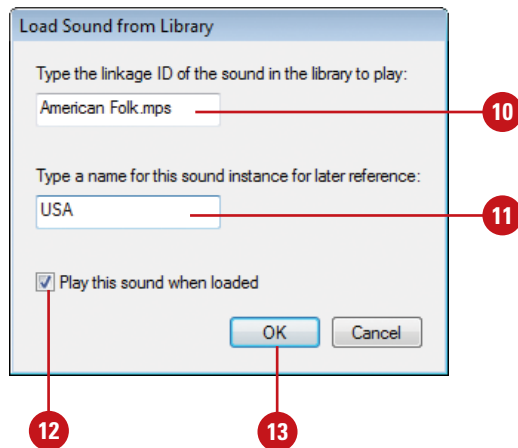 Load Sound from Library
Type the linkage ID of the sound in the library to play:
American Folk.mps
10
Type a name for this sound instance for later reference:
USA
11
Play this sound when loaded
OK
Cancel
12
13